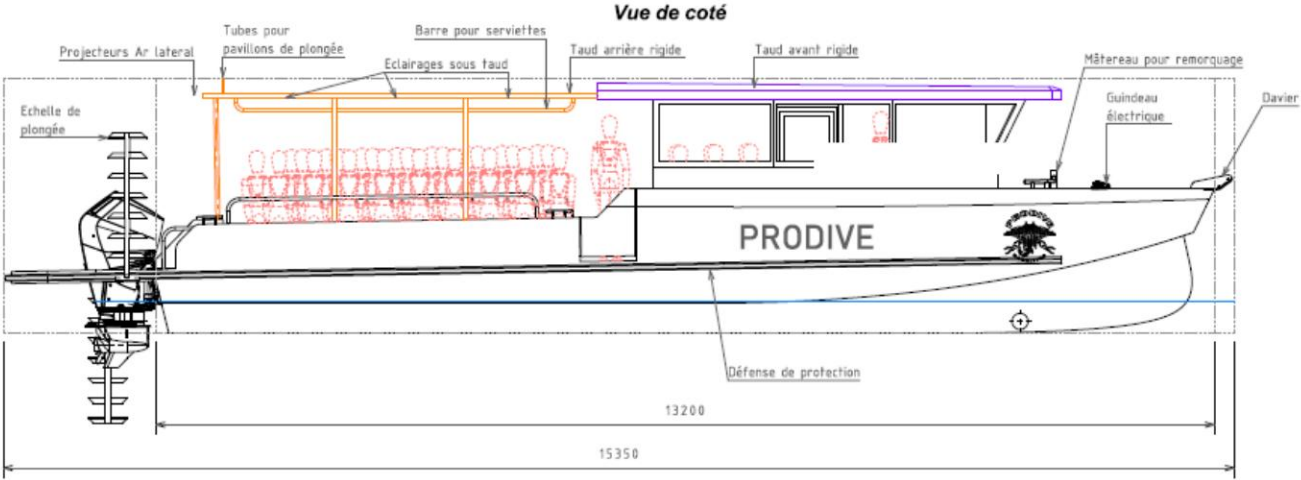 Vue de coté
Tubes pour
pavillons de plongée
Barre pour serviettes
Projecteurs Ar lateral
Eclairages sous taud
Taud arrière rigide
Taud avant rigide
Mâtereau pour remorquage
Echelle de
plongée
Guindeau
électrique
Davier
PRODIVE
PRODIVE
Défense de protection
13200
15350